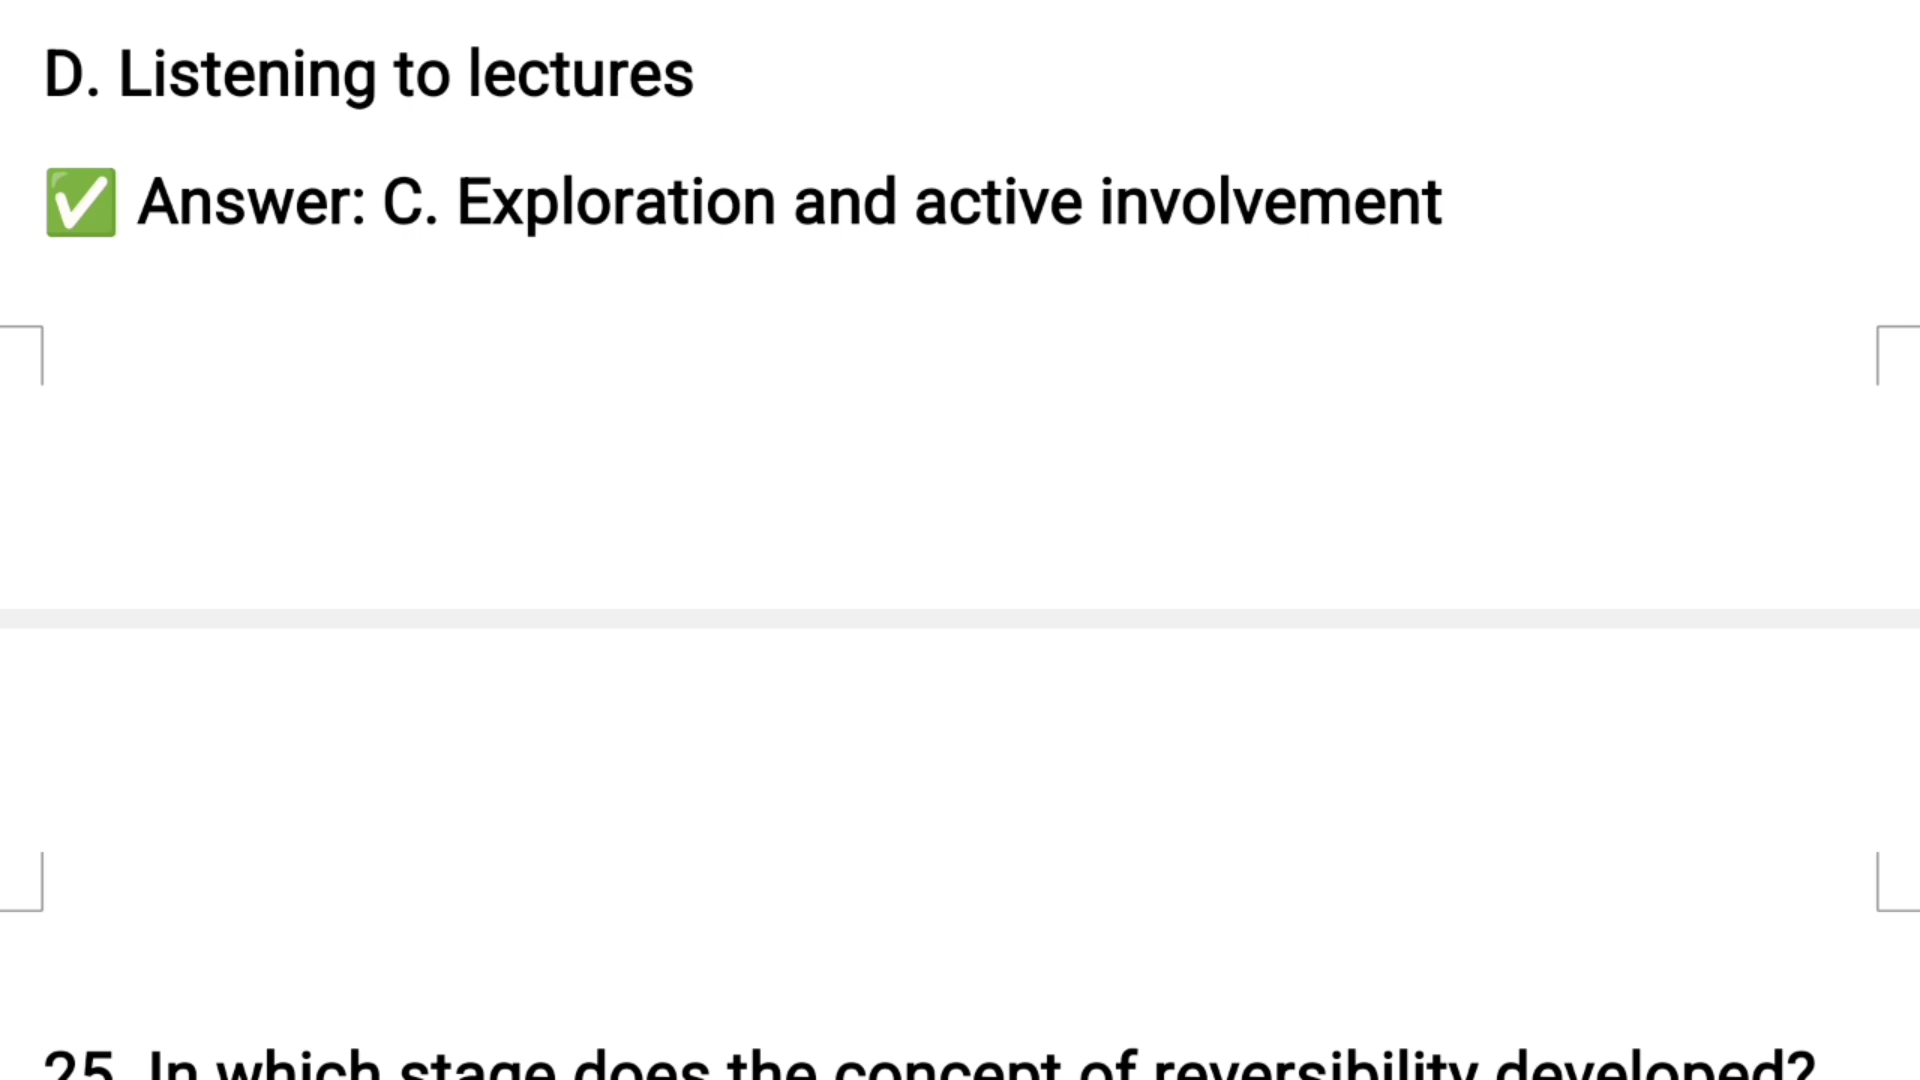 D. Listening to lectures
✅ Answer: C. Exploration and active involvement
25. In which stage does the concept of reversibility developed?